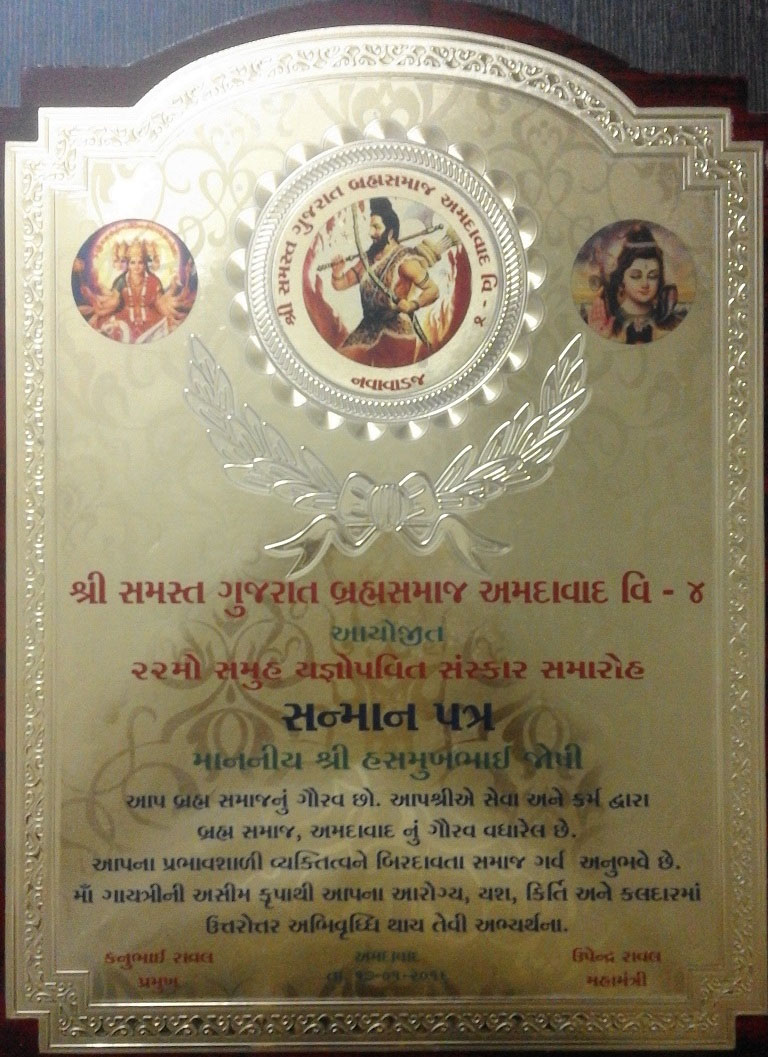 શ્રી સમસ્ત ગુજરાત બ્રહ્મસમાજ અમદાવાદ વિ - ૪
નવાવાડજ
શ્રી સમસ્ત ગુજરાત બ્રહ્મસમાજ અમદાવાદ વિ - ૪
આયોજીત
૨૨મો સમુહ યજ્ઞોપવિત સંસ્કાર સમારોહ
સન્માન પત્ર
માનનીય શ્રી હસમુખભાઈ જોષી
આપ બ્રહ્મ સમાજનું ગૌરવ છો. આપશ્રીએ સેવા અને કર્મ દ્વારા
બ્રહ્મ સમાજ, અમદાવાદ નું ગૌરવ વધારેલ છે.
આપના પ્રભાવશાળી વ્યક્તિત્વને બિરદાવતા સમાજ ગર્વ અનુભવે છે.
માઁ ગાયત્રીની અસીમ કૃપાથી આપના આરોગ્ય, યશ, કિર્તિ અને કલદારમાં
ઉત્તરોત્તર અભિવૃધ્ધિ થાય તેવી અભ્યર્થના.
કનુભાઈ રાવલ અમદાવાદ ઉપેન્દ્ર રાવલ
પ્રમુખ તા. મહામંત્રી